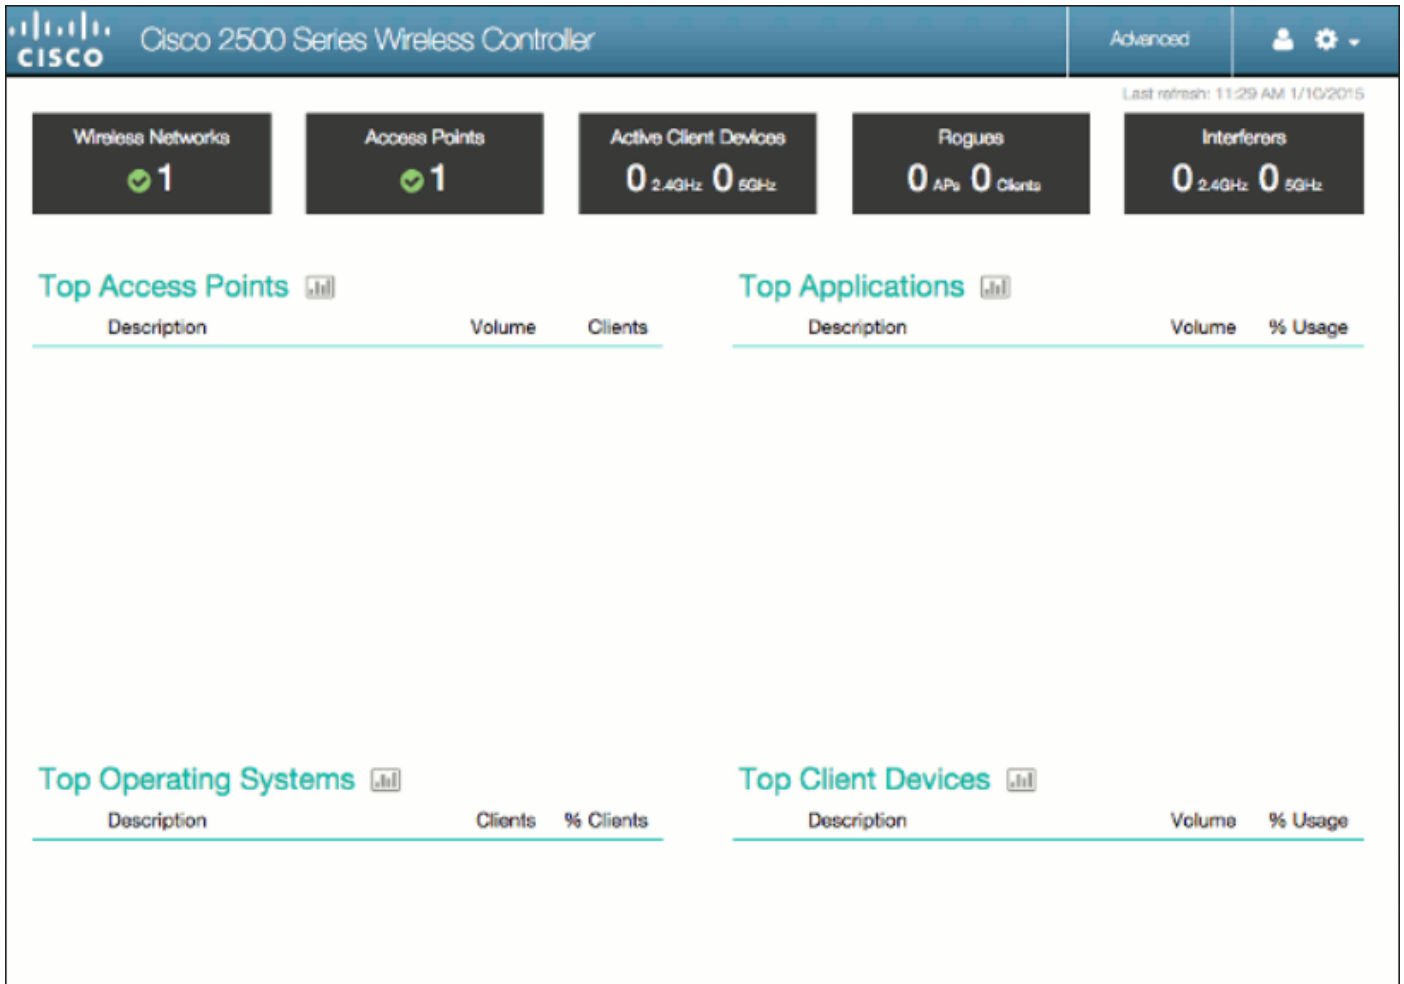 CISCO Cisco 2500 Series Wireless Controller Advanced
Last refresh: 11:29 AM 1/10/2015
Wireless Networks Access Points Active Client Devices Rogues Interferers
1 1 0 2.4GHz 0 5GHz 0 APs 0 Clients 0 2.4GHz 0 5GHz
Top Access Points Top Applications
Description Volume Clients Description Volume % Usage
Top Operating Systems Top Client Devices
Description Clients % Clients Description Volume % Usage